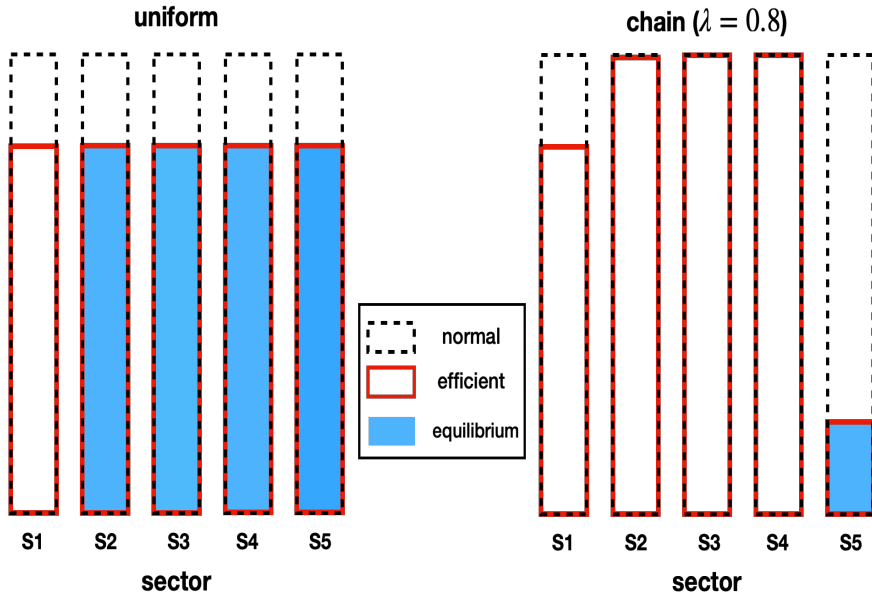 uniform
chain (λ = 0.8)
normal
efficient
equilibrium
S1 S2 S3 S4 S5
S1 S2 S3 S4 S5
sector
sector